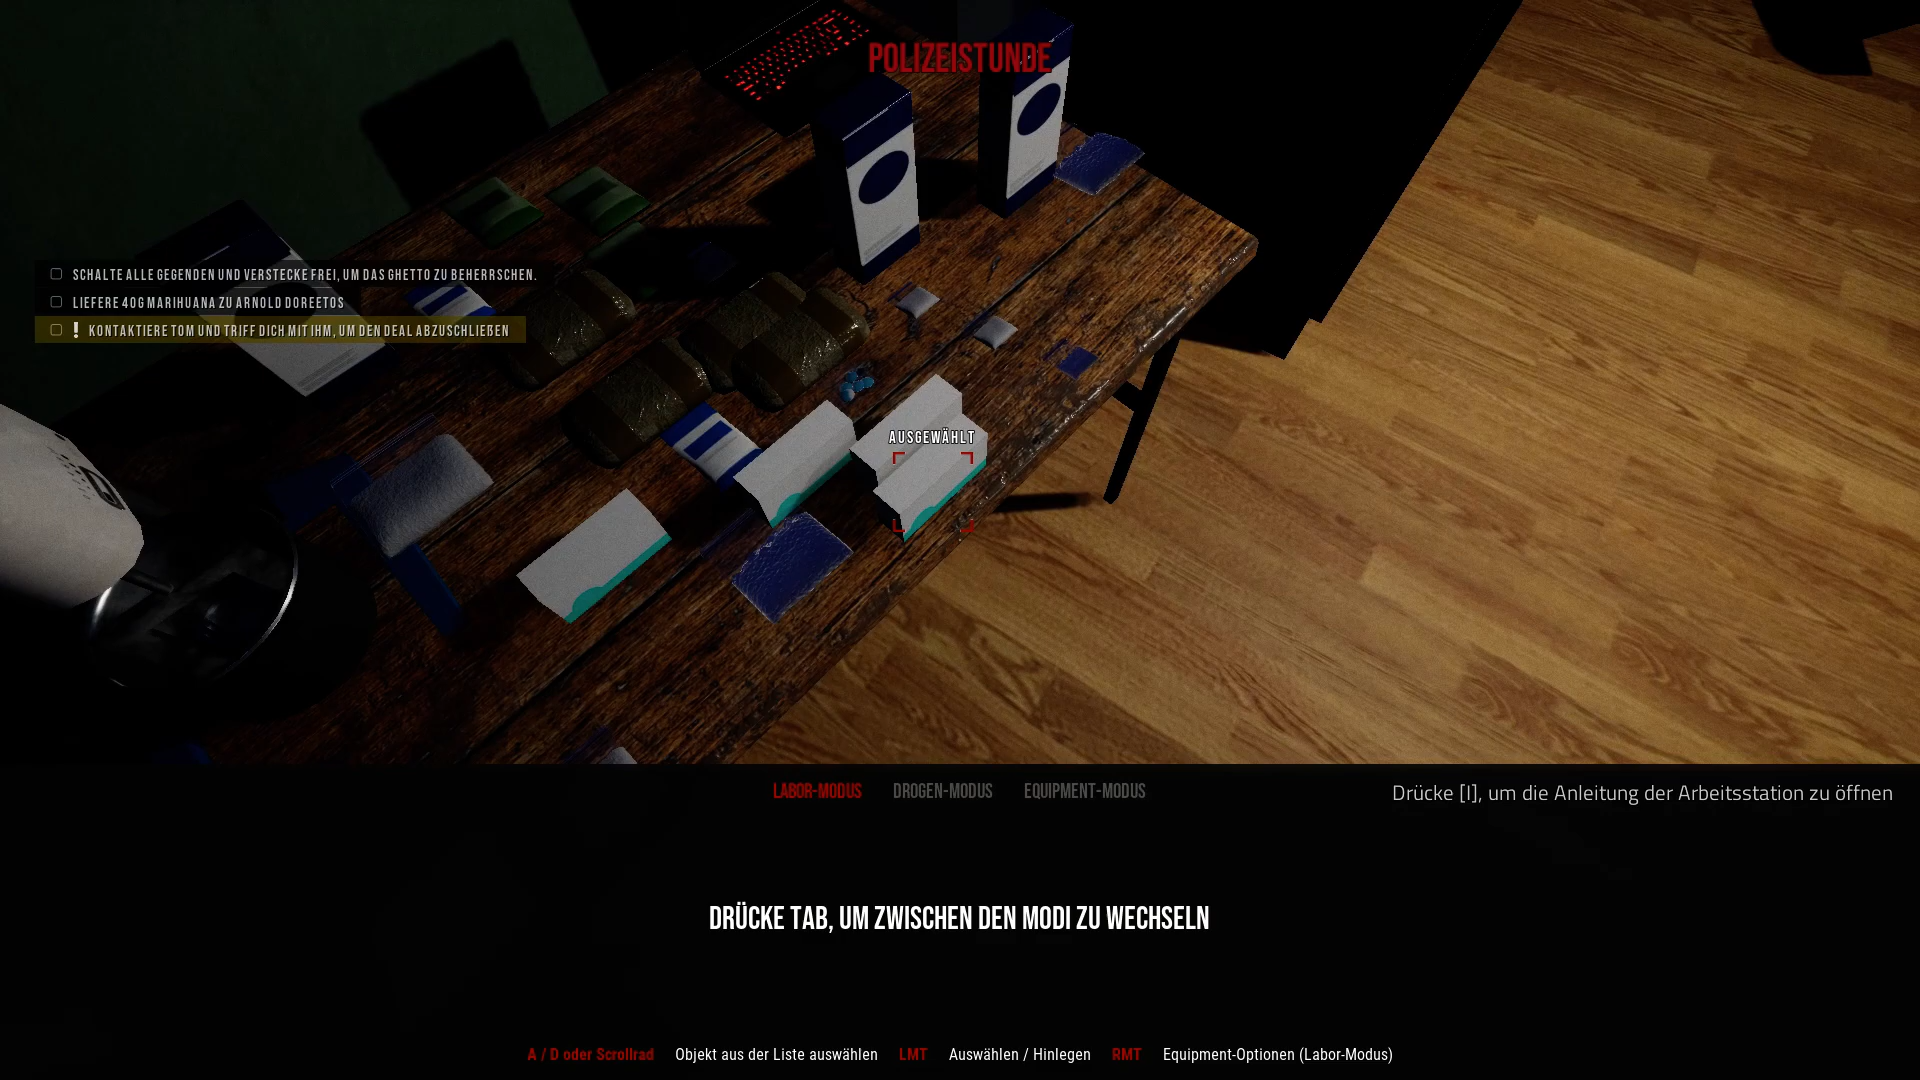 POLIZEISTUNDE
SCHALTE ALLE GEGENDEN UND VERSTECKE FREI, UM DAS GHETTO ZU BEHERRSCHEN.
LIEFERE 40G MARIHUANA ZU ARNOLD DOREETOS
! KONTAKTIERE TOM UND TRIFF DICH MIT IHM, UM DEN DEAL ABZUSCHLIEẞEN
AUSGEWÄHLT
LABOR-MODUS DROGEN-MODUS EQUIPMENT-MODUS
Drücke [I], um die Anleitung der Arbeitsstation zu öffnen
DRÜCKE TAB, UM ZWISCHEN DEN MODI ZU WECHSELN
A / D oder Scrollrad Objekt aus der Liste auswählen LMT Auswählen / Hinlegen RMT Equipment-Optionen (Labor-Modus)